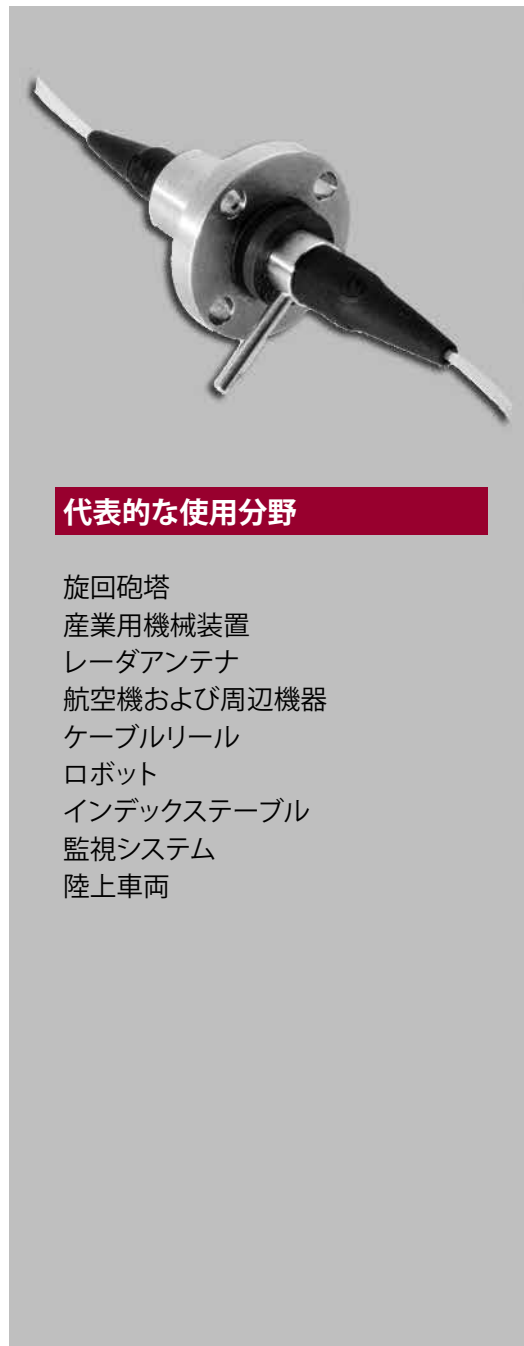 代表的な使用分野
旋回砲塔
産業用機械装置
レーダアンテナ
航空機および周辺機器
ケーブルリール
ロボット
インデックステーブル
監視システム
陸上車両